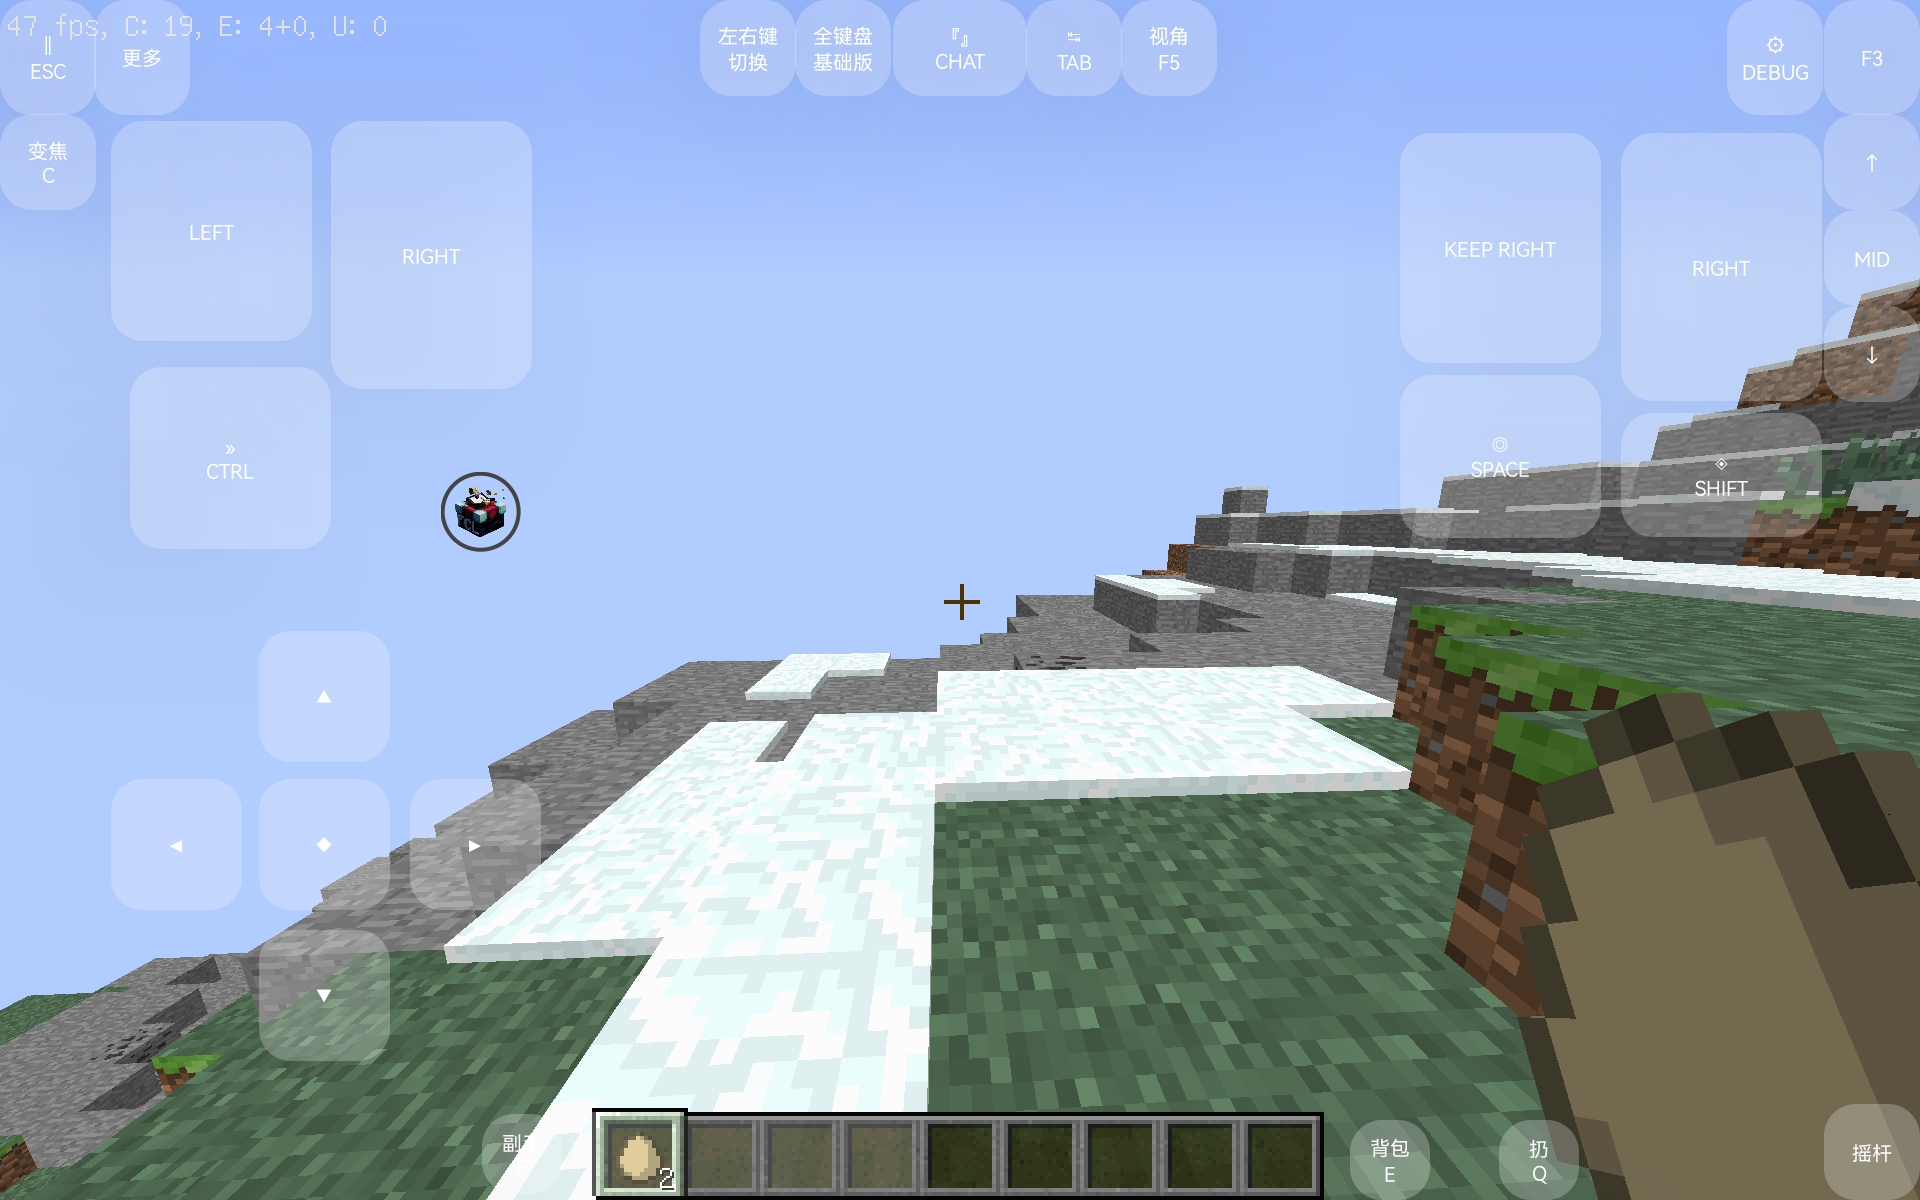 47 fps, C: 19, E: 4+0, U: 0
ESC
更多
左右键
切换
全键盘
基础版
『』
CHAT
TAB
视角
F5
DEBUG
F3
变焦
C
LEFT
RIGHT
KEEP RIGHT
RIGHT
↑
MID
↓
»
CTRL
SPACE
SHIFT
副
2
背包
E
扔
Q
摇杆